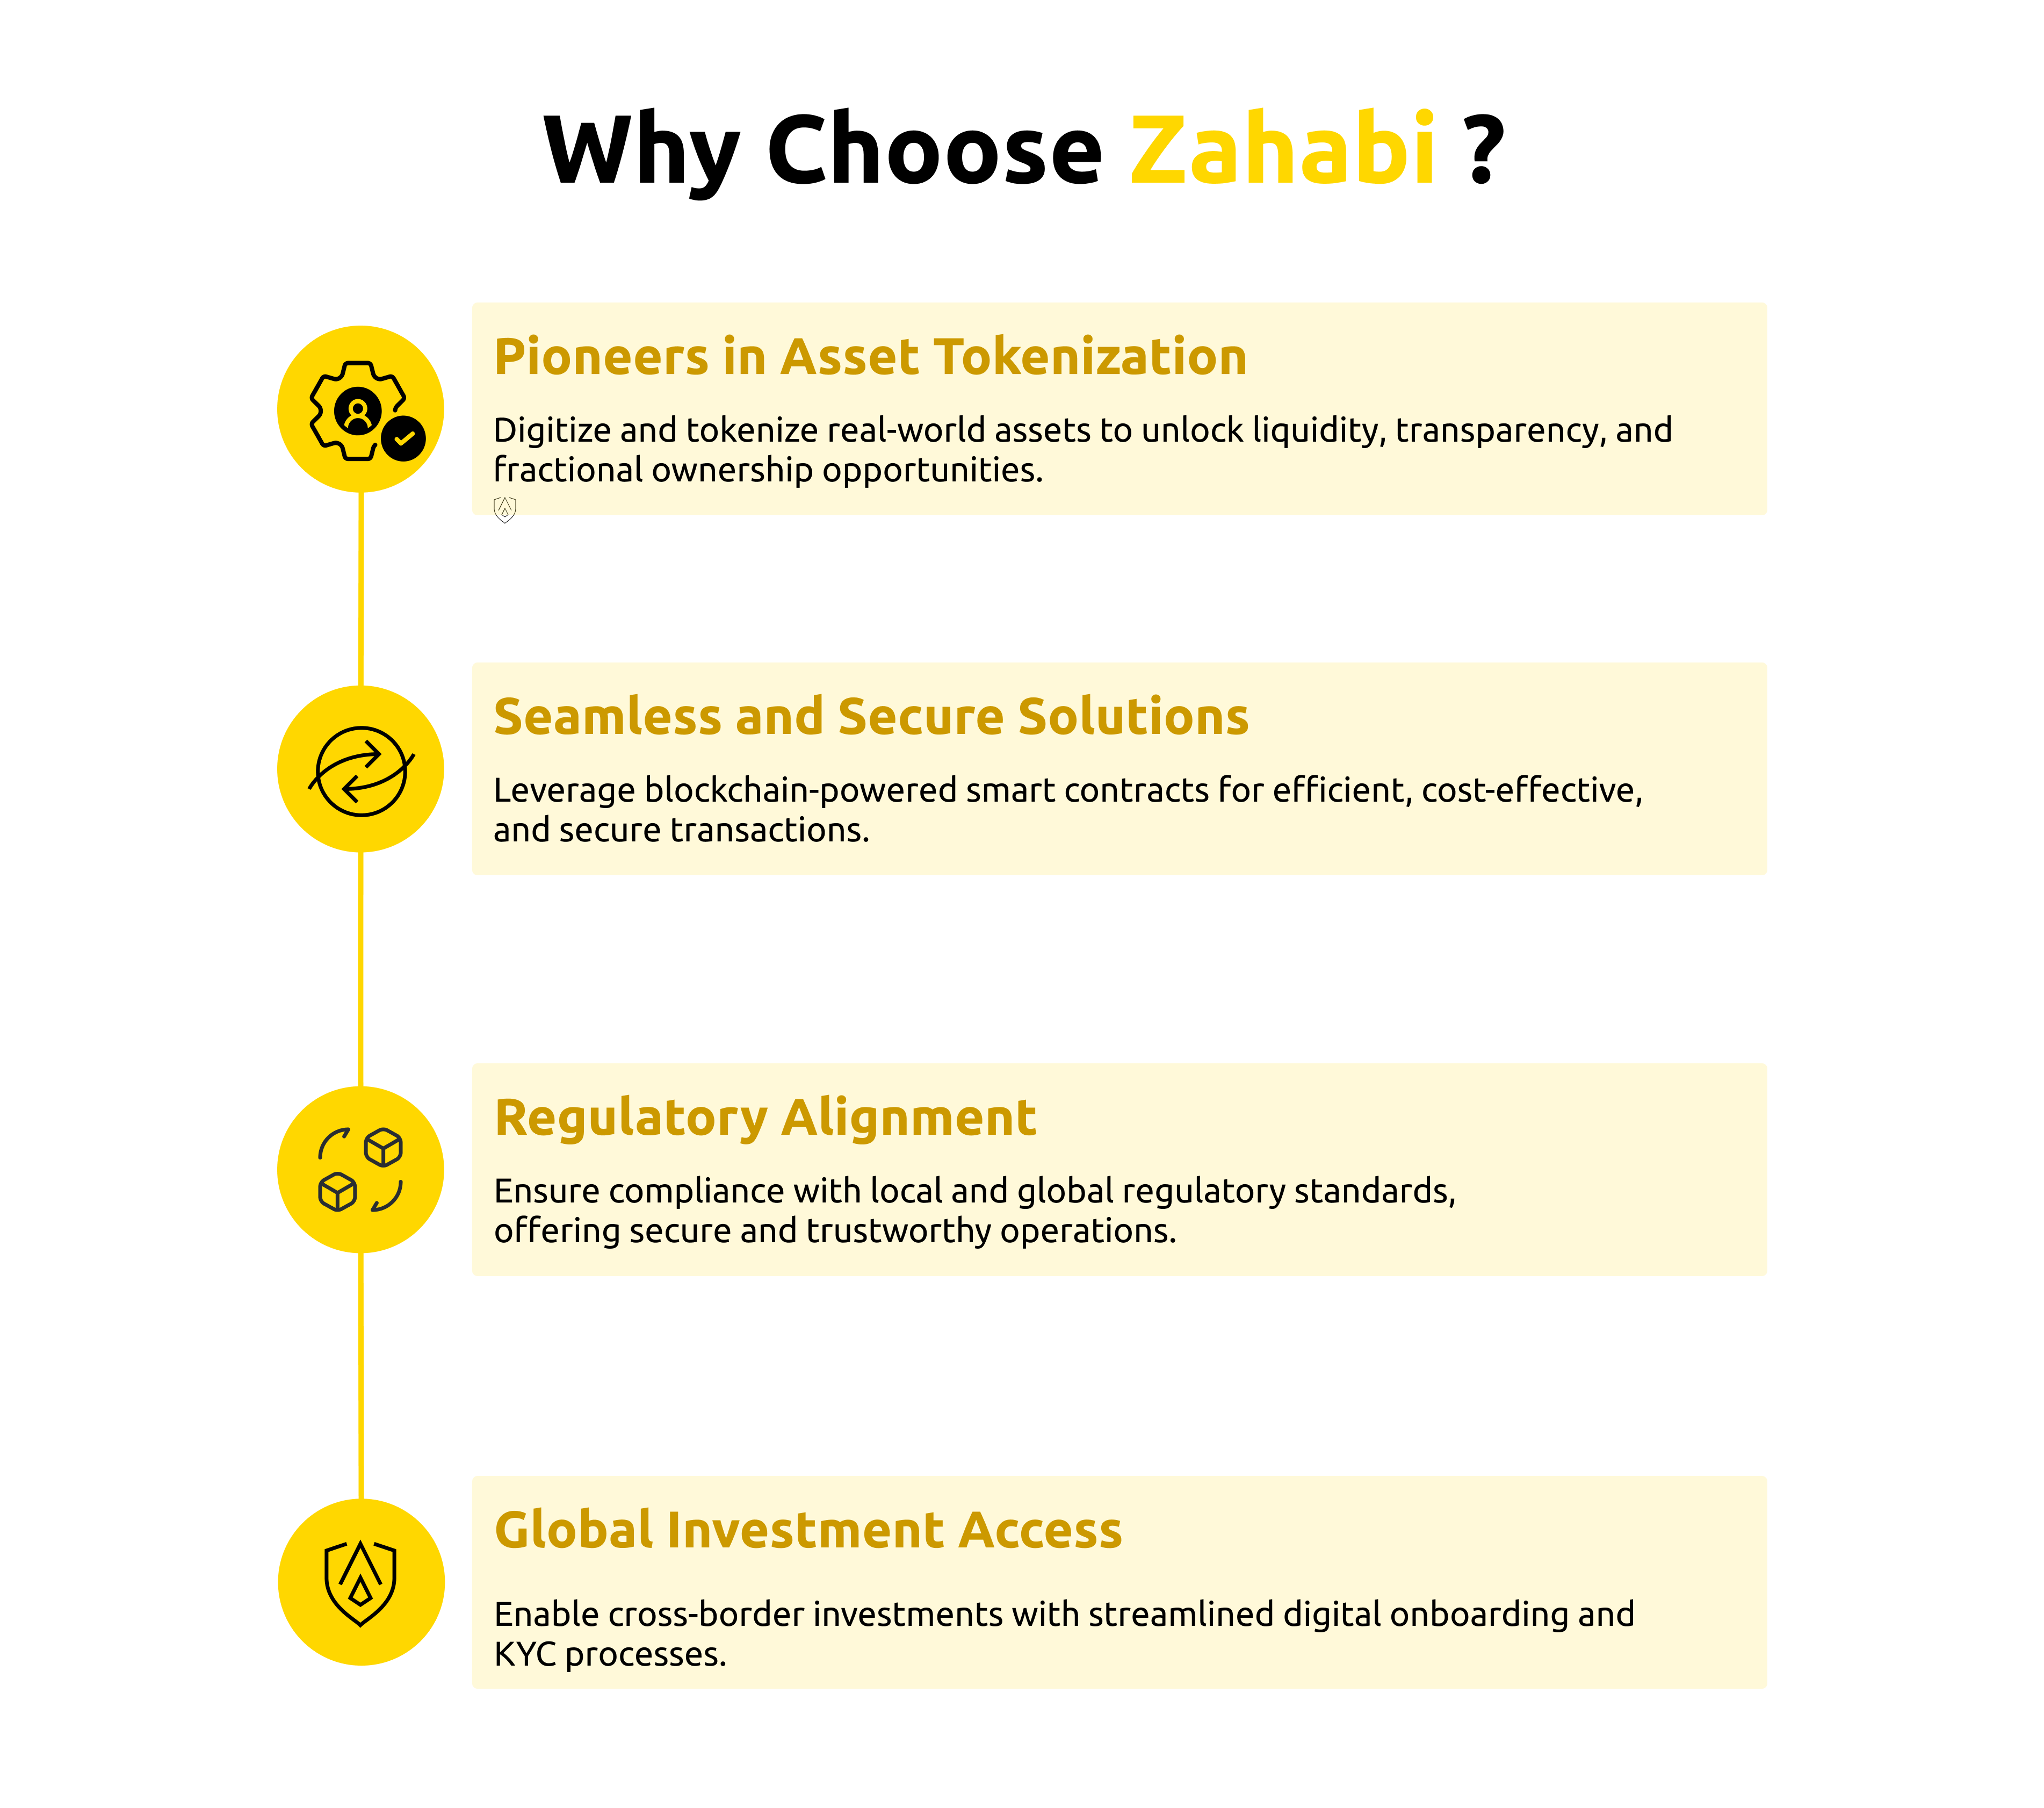 Why Choose Zahabi ?
Pioneers in Asset Tokenization
Digitize and tokenize real-world assets to unlock liquidity, transparency, and
fractional ownership opportunities.
Seamless and Secure Solutions
Leverage blockchain-powered smart contracts for efficient, cost-effective,
and secure transactions.
Regulatory Alignment
Ensure compliance with local and global regulatory standards,
offering secure and trustworthy operations.
Global Investment Access
Enable cross-border investments with streamlined digital onboarding and
KYC processes.